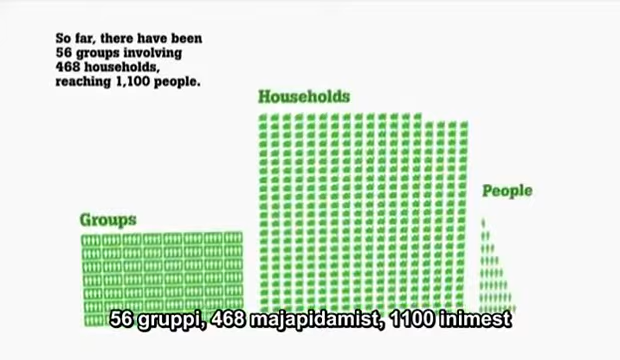 So far, there have been
56 groups involving
468 households,
reaching 1,100 people.
Households
People
Groups
56 gruppi, 468 majapidamist, 1100 inimest